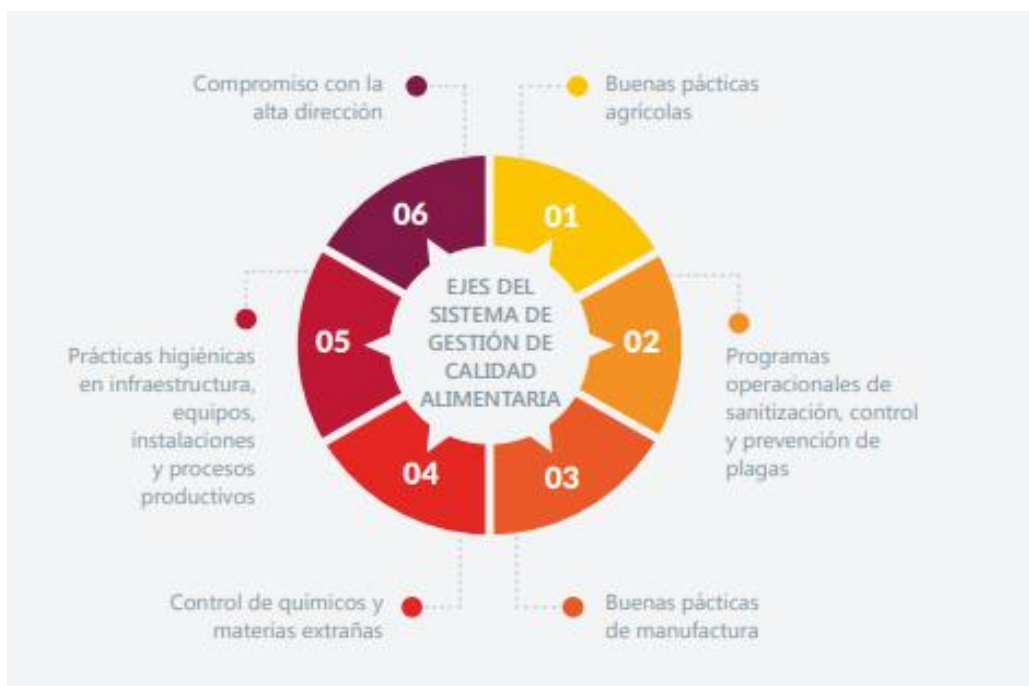 Compromiso con la
alta dirección
Buenas pácticas
agrícolas
06
01
EJES DEL
SISTEMA DE
GESTIÓN DE
CALIDAD
ALIMENTARIA
05
02
Prácticas higiénicas
en infraestructura,
equipos,
instalaciones
y procesos
productivos
Programas
operacionales de
sanitización, control
y prevención de
plagas
04
03
Control de químicos y
materias extrañas
Buenas pácticas
de manufactura